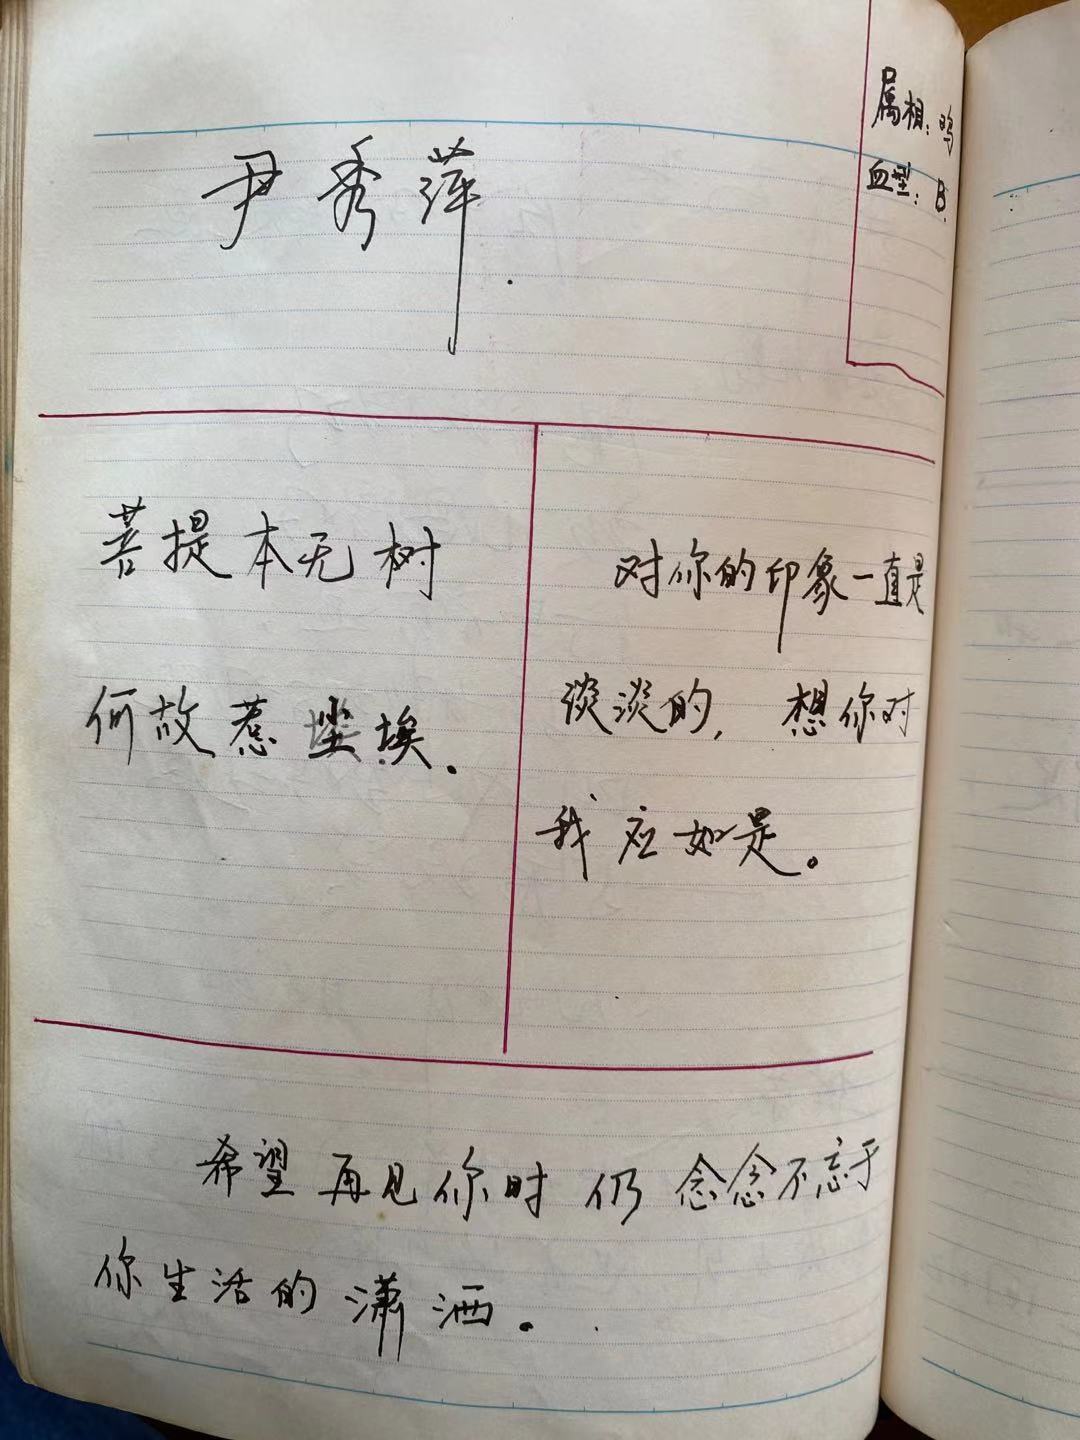 属相：鸡
血型：B.
尹秀萍.
菩提本无树
何故惹尘埃.
对你的印象一直是
淡淡的, 想你对
我应如是。
希望再见你时仍念念不忘于
你生活的潇洒。